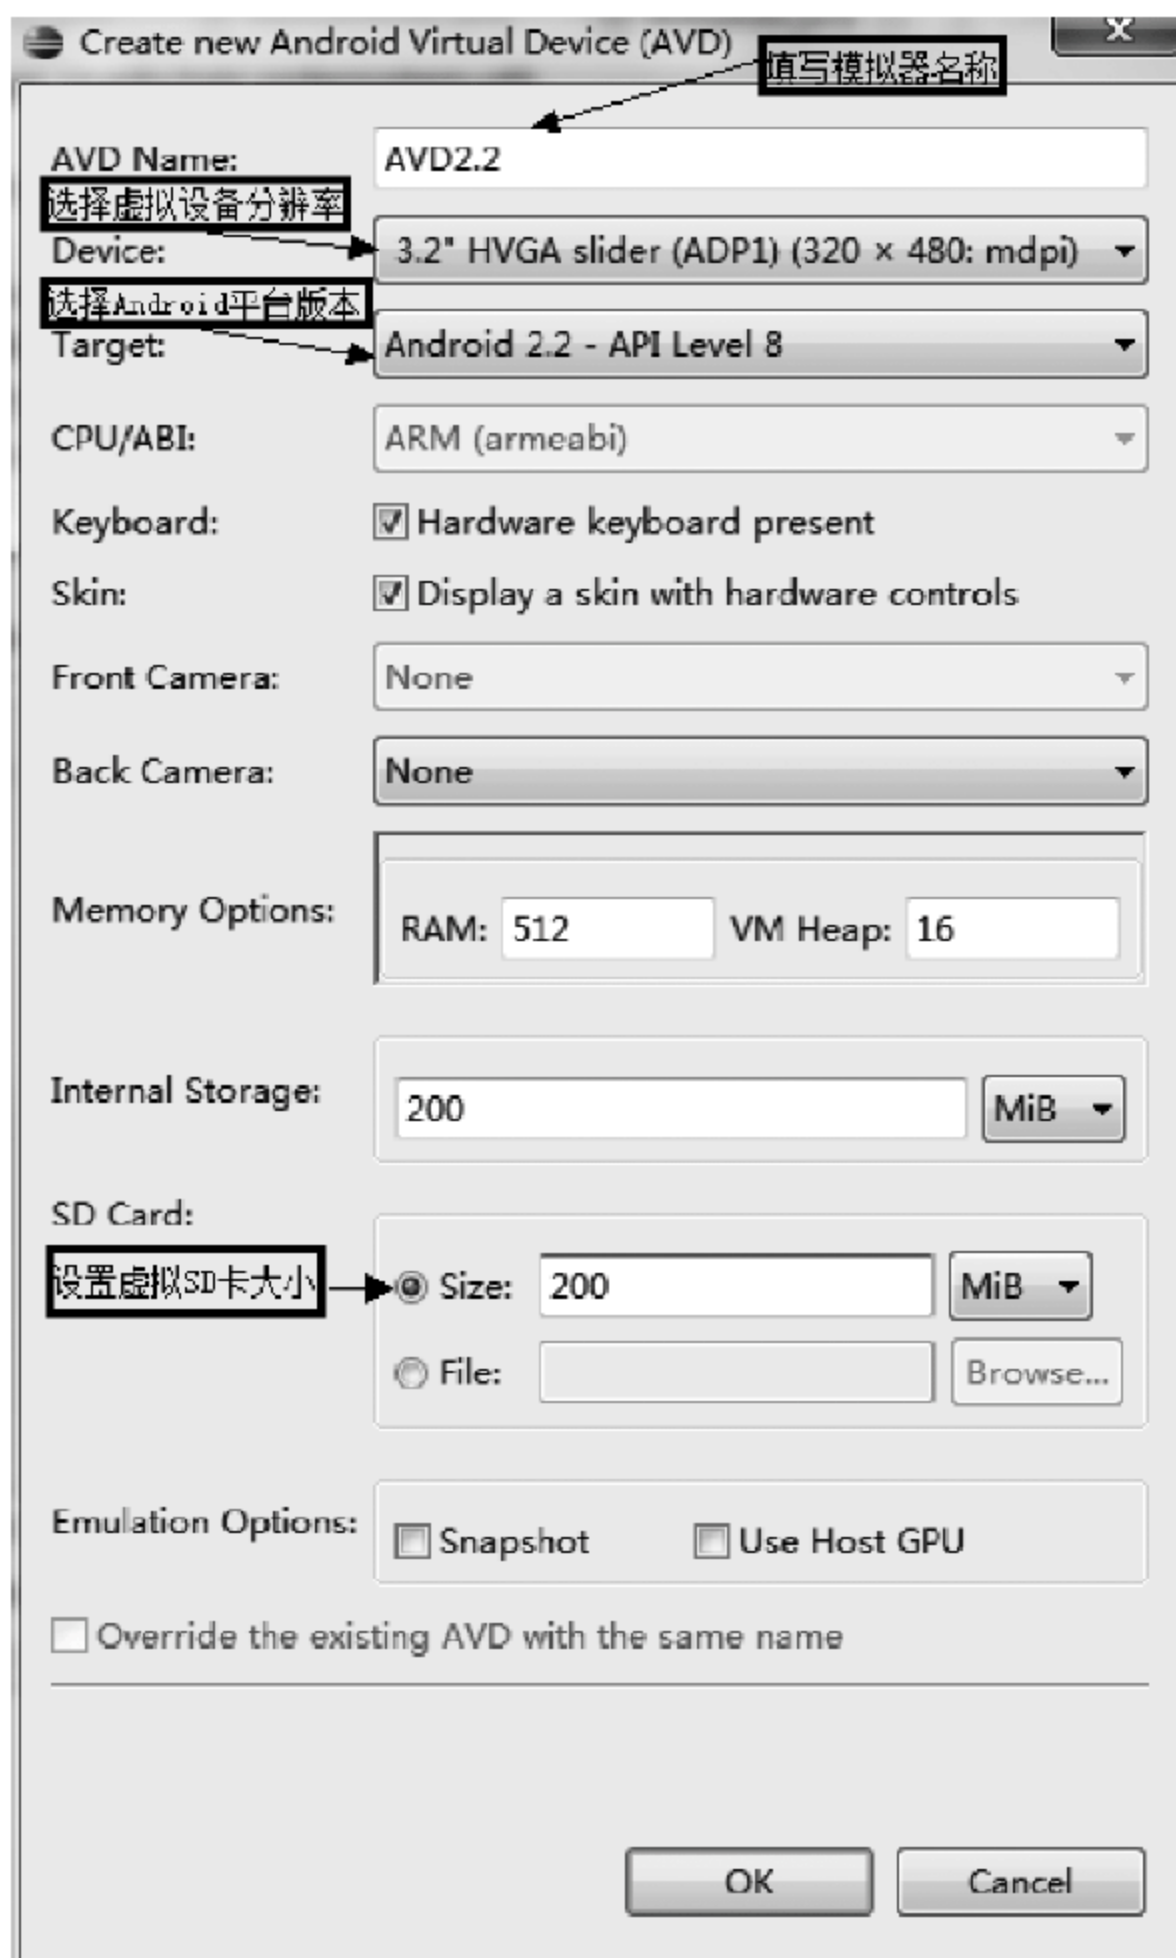 Create new Android Virtual Device (AVD)
x
填写模拟器名称
AVD Name: AVD2.2
选择虚拟设备分辨率
Device: 3.2" HVGA slider (ADP1) (320 × 480: mdpi)
选择Android平台版本
Target: Android 2.2 - API Level 8
CPU/ABI: ARM (armeabi)
Keyboard: Hardware keyboard present
Skin: Display a skin with hardware controls
Front Camera: None
Back Camera: None
Memory Options: RAM: 512 VM Heap: 16
Internal Storage: 200 MiB
SD Card:
设置虚拟SD卡大小 Size: 200 MiB
File: Browse...
Emulation Options: Snapshot Use Host GPU
Override the existing AVD with the same name
OK Cancel